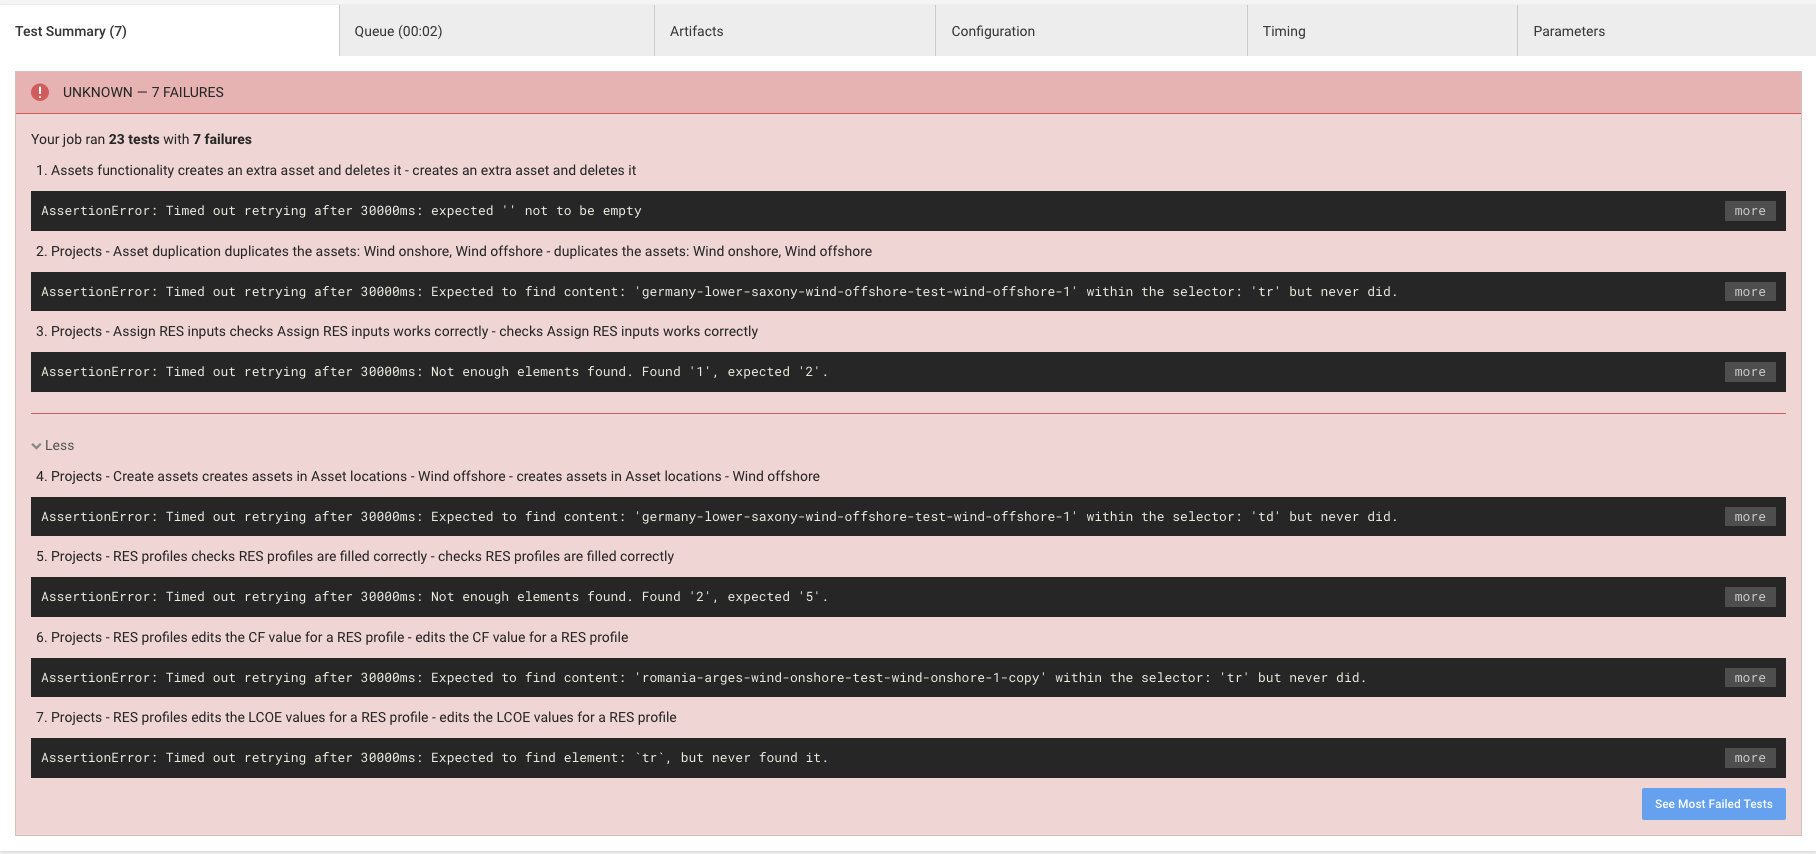 Test Summary (7)
Queue (00:02)
Artifacts
Configuration
Timing
Parameters
UNKNOWN — 7 FAILURES
Your job ran 23 tests with 7 failures
1. Assets functionality creates an extra asset and deletes it - creates an extra asset and deletes it
AssertionError: Timed out retrying after 30000ms: expected '' not to be empty
more
2. Projects - Asset duplication duplicates the assets: Wind onshore, Wind offshore - duplicates the assets: Wind onshore, Wind offshore
AssertionError: Timed out retrying after 30000ms: Expected to find content: 'germany-lower-saxony-wind-offshore-test-wind-offshore-1' within the selector: 'tr' but never did.
more
3. Projects - Assign RES inputs checks Assign RES inputs works correctly - checks Assign RES inputs works correctly
AssertionError: Timed out retrying after 30000ms: Not enough elements found. Found '1', expected '2'.
more
Less
4. Projects - Create assets creates assets in Asset locations - Wind offshore - creates assets in Asset locations - Wind offshore
AssertionError: Timed out retrying after 30000ms: Expected to find content: 'germany-lower-saxony-wind-offshore-test-wind-offshore-1' within the selector: 'td' but never did.
more
5. Projects - RES profiles checks RES profiles are filled correctly - checks RES profiles are filled correctly
AssertionError: Timed out retrying after 30000ms: Not enough elements found. Found '2', expected '5'.
more
6. Projects - RES profiles edits the CF value for a RES profile - edits the CF value for a RES profile
AssertionError: Timed out retrying after 30000ms: Expected to find content: 'romania-arges-wind-onshore-test-wind-onshore-1-copy' within the selector: 'tr' but never did.
more
7. Projects - RES profiles edits the LCOE values for a RES profile - edits the LCOE values for a RES profile
AssertionError: Timed out retrying after 30000ms: Expected to find element: `tr`, but never found it.
more
See Most Failed Tests